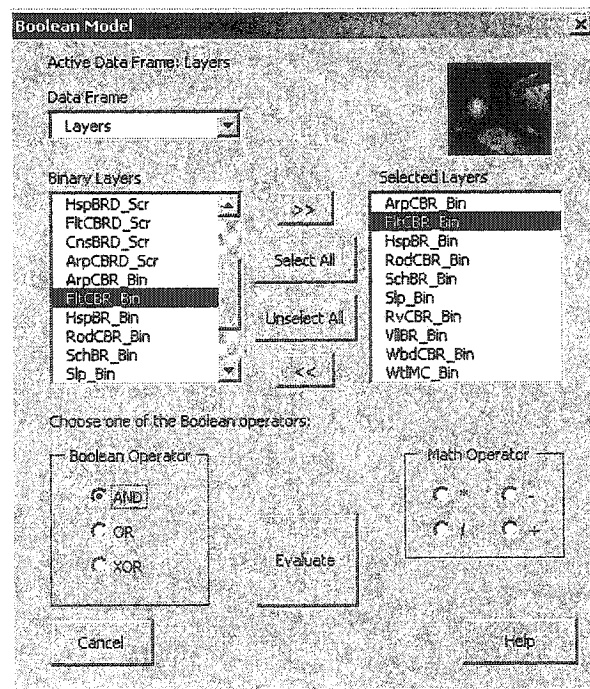 Boolean Model
Active Data Frame: Layers
Data Frame
Layers
Binary Layers
HspBRD_Scr
FltCBRD_Scr
CnsBRD_Scr
ArpCBRD_Scr
ArpCBR_Bin
FltCBR_Bin
HspBR_Bin
RodCBR_Bin
SchBR_Bin
Slp_Bin
>>
Select All
Unselect All
<<
Selected Layers
ArpCBR_Bin
FltCBR_Bin
HspBR_Bin
RodCBR_Bin
SchBR_Bin
Slp_Bin
RvCBR_Bin
VllBR_Bin
WbdCBR_Bin
WtlMC_Bin
Choose one of the Boolean operators:
Boolean Operator
AND
OR
XOR
Evaluate
Math Operator
* -
/ +
Cancel
Help